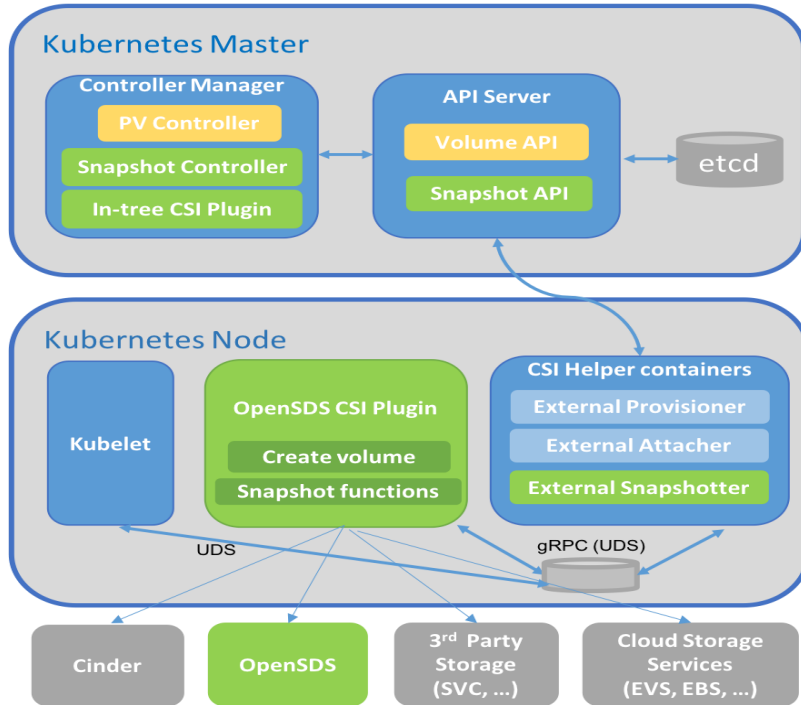 Kubernetes Master
Controller Manager
PV Controller
Snapshot Controller
In-tree CSI Plugin
API Server
Volume API
Snapshot API
etcd
Kubernetes Node
Kubelet
OpenSDS CSI Plugin
Create volume
Snapshot functions
CSI Helper containers
External Provisioner
External Attacher
External Snapshotter
UDS
gRPC (UDS)
Cinder
OpenSDS
3rd Party
Storage
(SVC, ...)
Cloud Storage
Services
(EVS, EBS, ...)